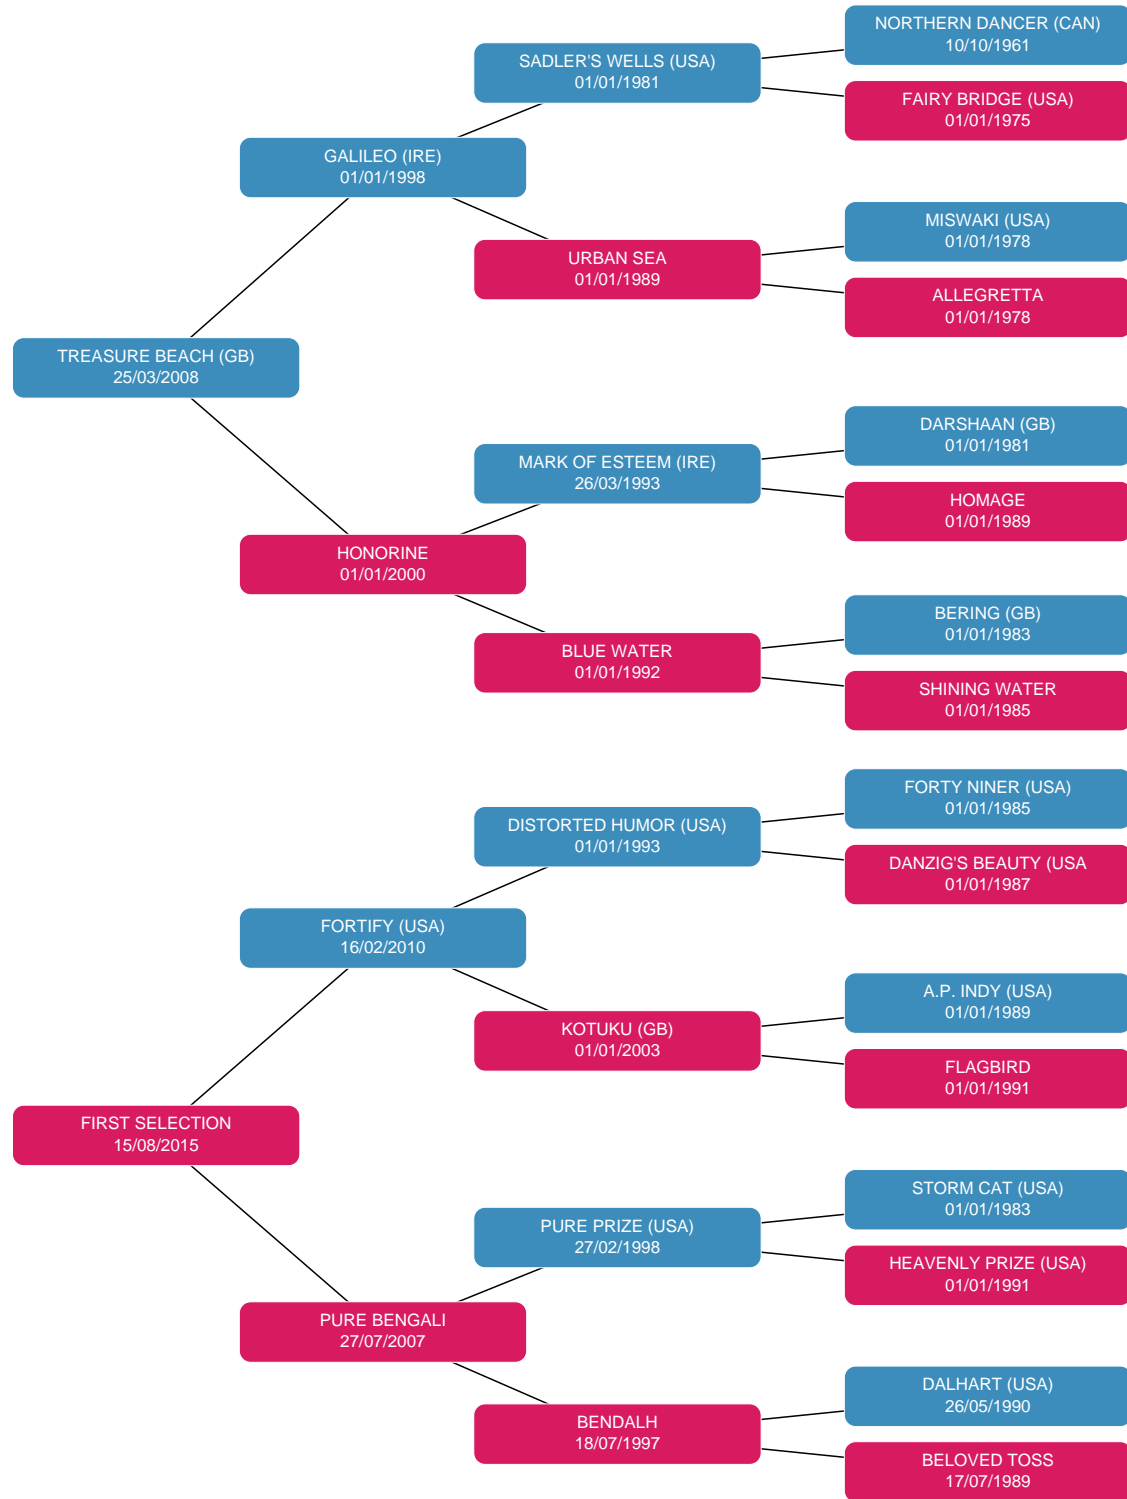 NORTHERN DANCER (CAN)
10/10/1961
SADLER'S WELLS (USA)
01/01/1981
FAIRY BRIDGE (USA)
01/01/1975
GALILEO (IRE)
01/01/1998
MISWAKI (USA)
01/01/1978
URBAN SEA
01/01/1989
ALLEGRETTA
01/01/1978
TREASURE BEACH (GB)
25/03/2008
DARSHAAN (GB)
01/01/1981
MARK OF ESTEEM (IRE)
26/03/1993
HOMAGE
01/01/1989
HONORINE
01/01/2000
BERING (GB)
01/01/1983
BLUE WATER
01/01/1992
SHINING WATER
01/01/1985
FORTY NINER (USA)
01/01/1985
DISTORTED HUMOR (USA)
01/01/1993
DANZIG'S BEAUTY (USA
01/01/1987
FORTIFY (USA)
16/02/2010
A.P. INDY (USA)
01/01/1989
KOTUKU (GB)
01/01/2003
FLAGBIRD
01/01/1991
FIRST SELECTION
15/08/2015
STORM CAT (USA)
01/01/1983
PURE PRIZE (USA)
27/02/1998
HEAVENLY PRIZE (USA)
01/01/1991
PURE BENGALI
27/07/2007
DALHART (USA)
26/05/1990
BENDALH
18/07/1997
BELOVED TOSS
17/07/1989